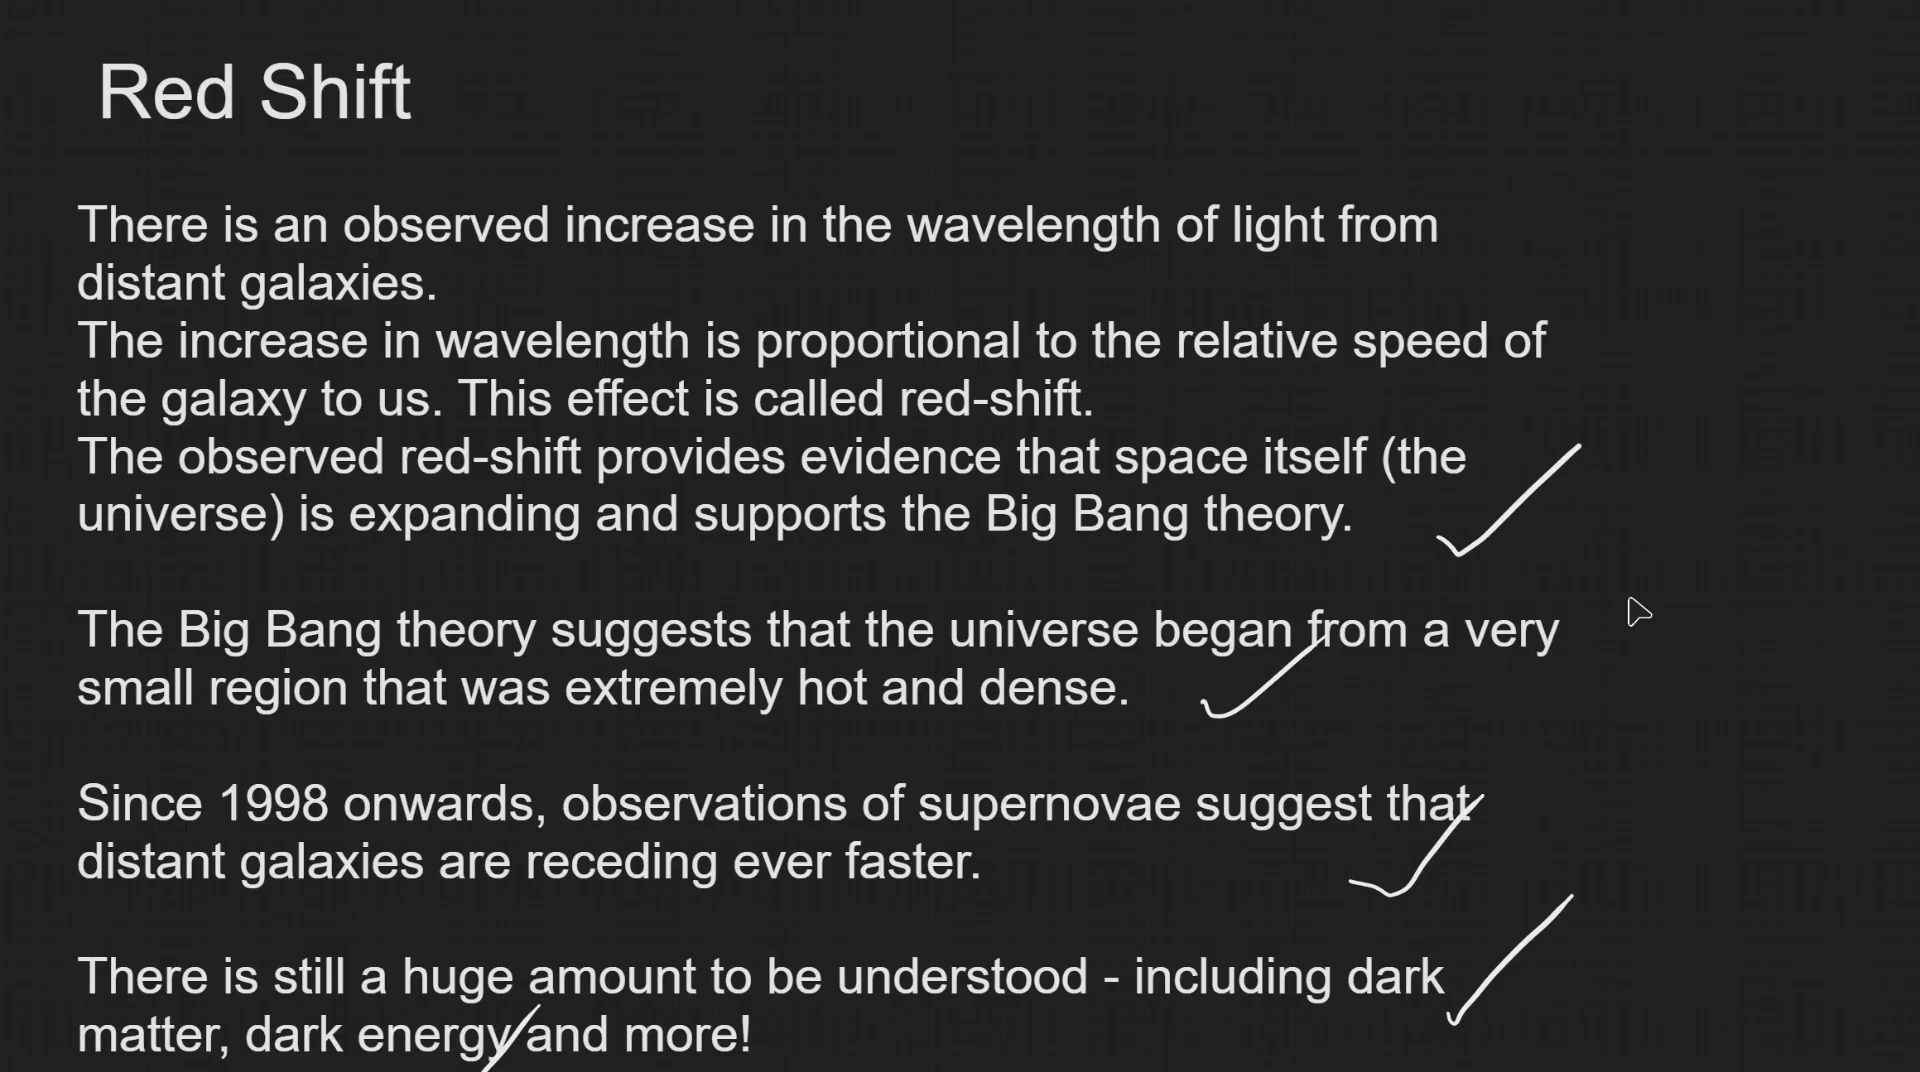 Red Shift
There is an observed increase in the wavelength of light from
distant galaxies.
The increase in wavelength is proportional to the relative speed of
the galaxy to us. This effect is called red-shift.
The observed red-shift provides evidence that space itself (the
universe) is expanding and supports the Big Bang theory.
The Big Bang theory suggests that the universe began from a very
small region that was extremely hot and dense.
Since 1998 onwards, observations of supernovae suggest that
distant galaxies are receding ever faster.
There is still a huge amount to be understood - including dark
matter, dark energy and more!